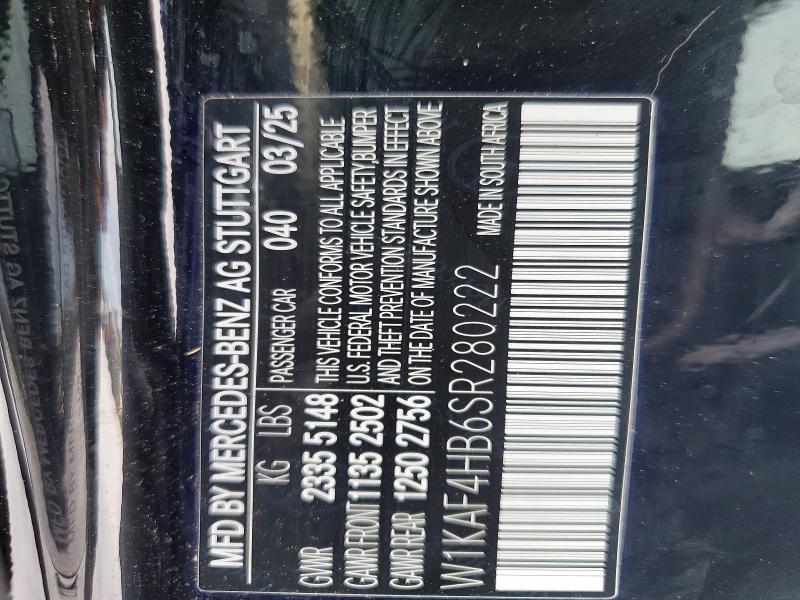 MFD BY MERCEDES-BENZ AG STUTTGART
KG LBS PASSENGER CAR 040 03/25
GVWR 2335 5148 THIS VEHICLE CONFORMS TO ALL APPLICABLE
GAWR FRONT 1135 2502 U.S. FEDERAL MOTOR VEHICLE SAFETY, BUMPER
GAWR REAR 1250 2756 AND THEFT PREVENTION STANDARDS IN EFFECT
ON THE DATE OF MANUFACTURE SHOWN ABOVE
W1KAF4HB6SR280222 MADE IN SOUTH AFRICA